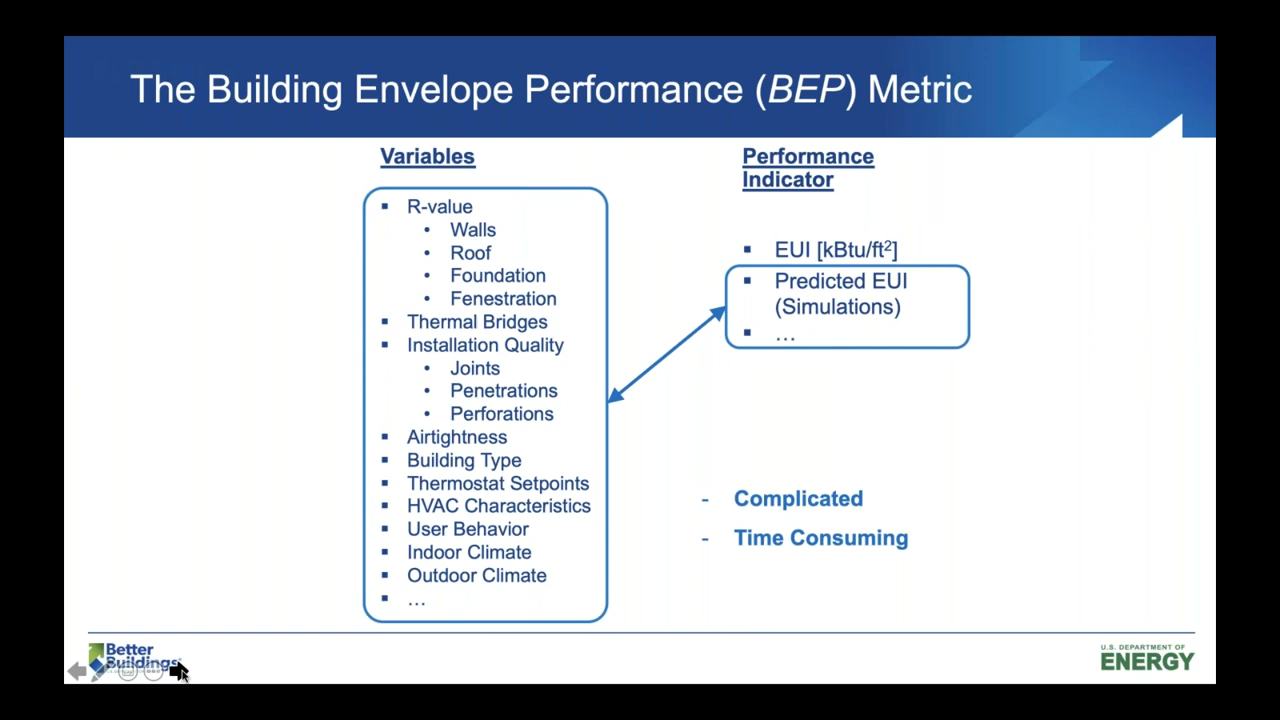 The Building Envelope Performance (BEP) Metric
Variables
▪ R-value
• Walls
• Roof
• Foundation
• Fenestration
▪ Thermal Bridges
▪ Installation Quality
• Joints
• Penetrations
• Perforations
▪ Airtightness
▪ Building Type
▪ Thermostat Setpoints
▪ HVAC Characteristics
▪ User Behavior
▪ Indoor Climate
▪ Outdoor Climate
▪ …
Performance
Indicator
▪ EUI [kBtu/ft²]
▪ Predicted EUI
(Simulations)
▪ …
- Complicated
- Time Consuming
Better
Buildings
U.S. DEPARTMENT OF
ENERGY